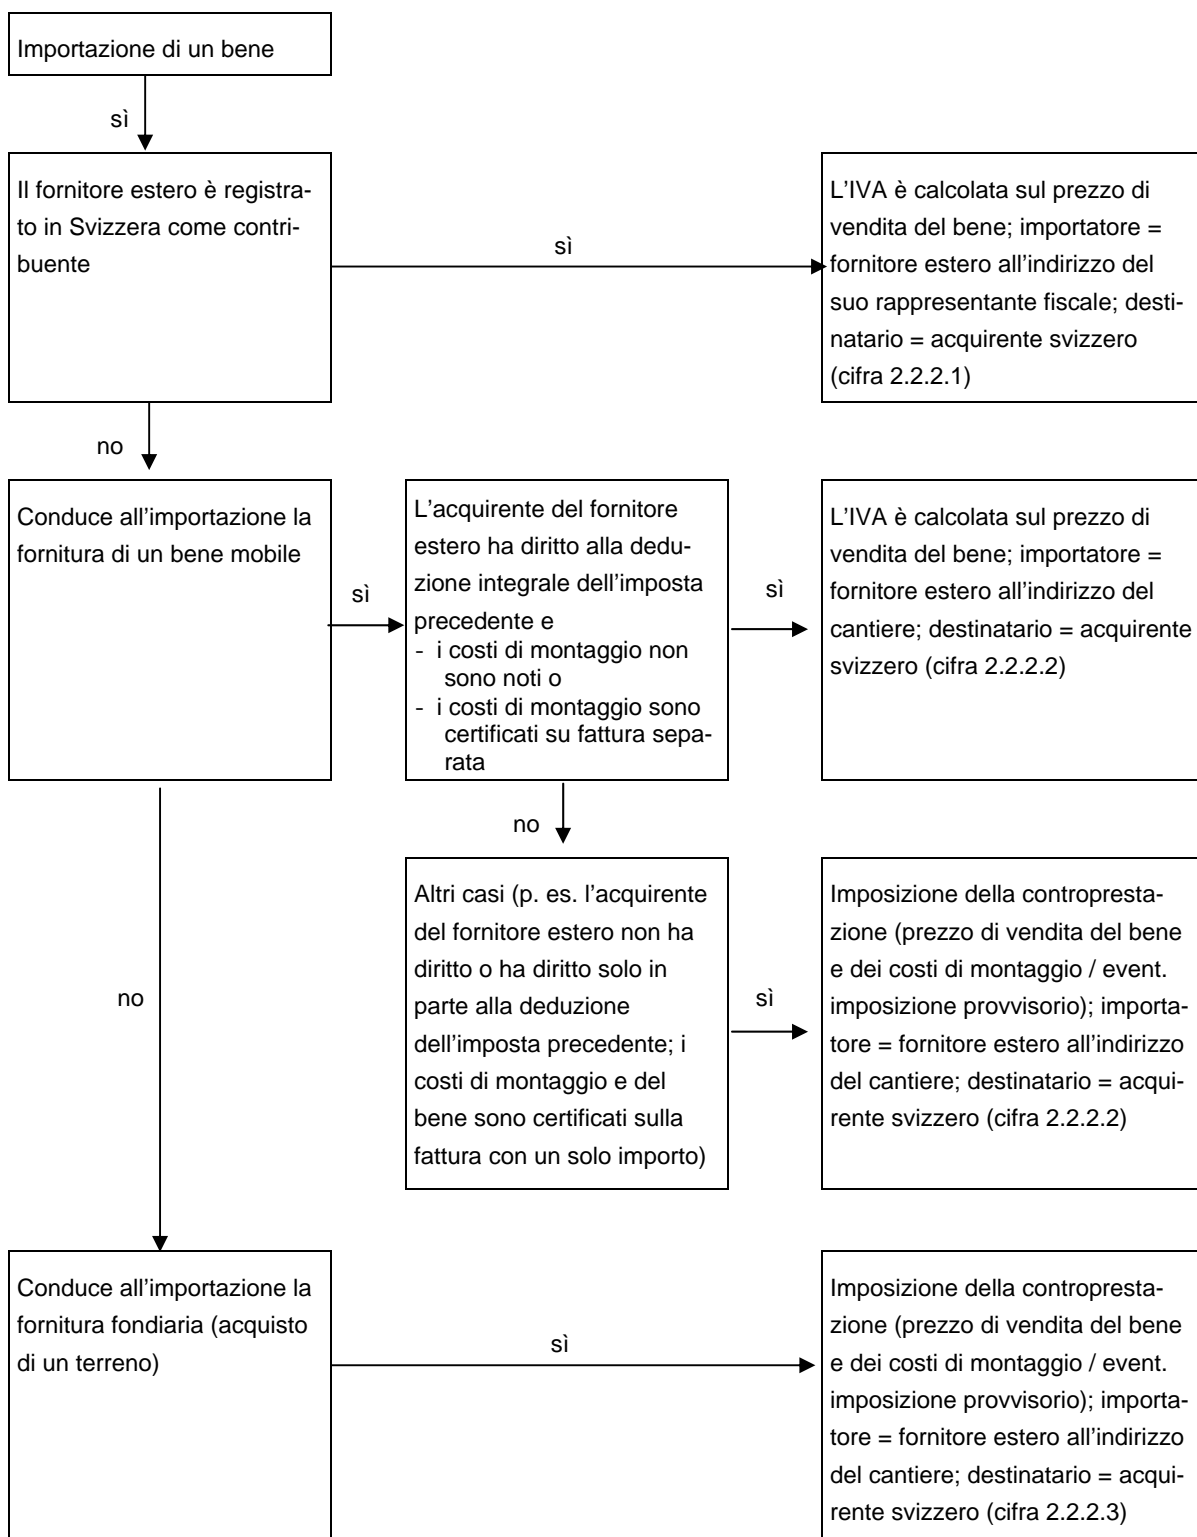 Importazione di un bene
sì
Il fornitore estero è registra-
to in Svizzera come contri-
buente
sì
L'IVA è calcolata sul prezzo di
vendita del bene; importatore =
fornitore estero all'indirizzo del
suo rappresentante fiscale; desti-
natario = acquirente svizzero
(cifra 2.2.2.1)
no
Conduce all'importazione la
fornitura di un bene mobile
sì
L'acquirente del fornitore
estero ha diritto alla dedu-
zione integrale dell'imposta
precedente e
- i costi di montaggio non
sono noti o
- i costi di montaggio sono
certificati su fattura sepa-
rata
sì
L'IVA è calcolata sul prezzo di
vendita del bene; importatore =
fornitore estero all'indirizzo del
cantiere; destinatario = acquirente
svizzero (cifra 2.2.2.2)
no
Altri casi (p. es. l'acquirente
del fornitore estero non ha
diritto o ha diritto solo in
parte alla deduzione
dell'imposta precedente; i
costi di montaggio e del
bene sono certificati sulla
fattura con un solo importo)
sì
Imposizione della contropresta-
zione (prezzo di vendita del bene
e dei costi di montaggio / event.
imposizione provvisorio); importa-
tore = fornitore estero all'indirizzo
del cantiere; destinatario = acqui-
rente svizzero (cifra 2.2.2.2)
no
Conduce all'importazione la
fornitura fondiaria (acquisto
di un terreno)
sì
Imposizione della contropresta-
zione (prezzo di vendita del bene
e dei costi di montaggio / event.
imposizione provvisorio); importa-
tore = fornitore estero all'indirizzo
del cantiere; destinatario = acqui-
rente svizzero (cifra 2.2.2.3)